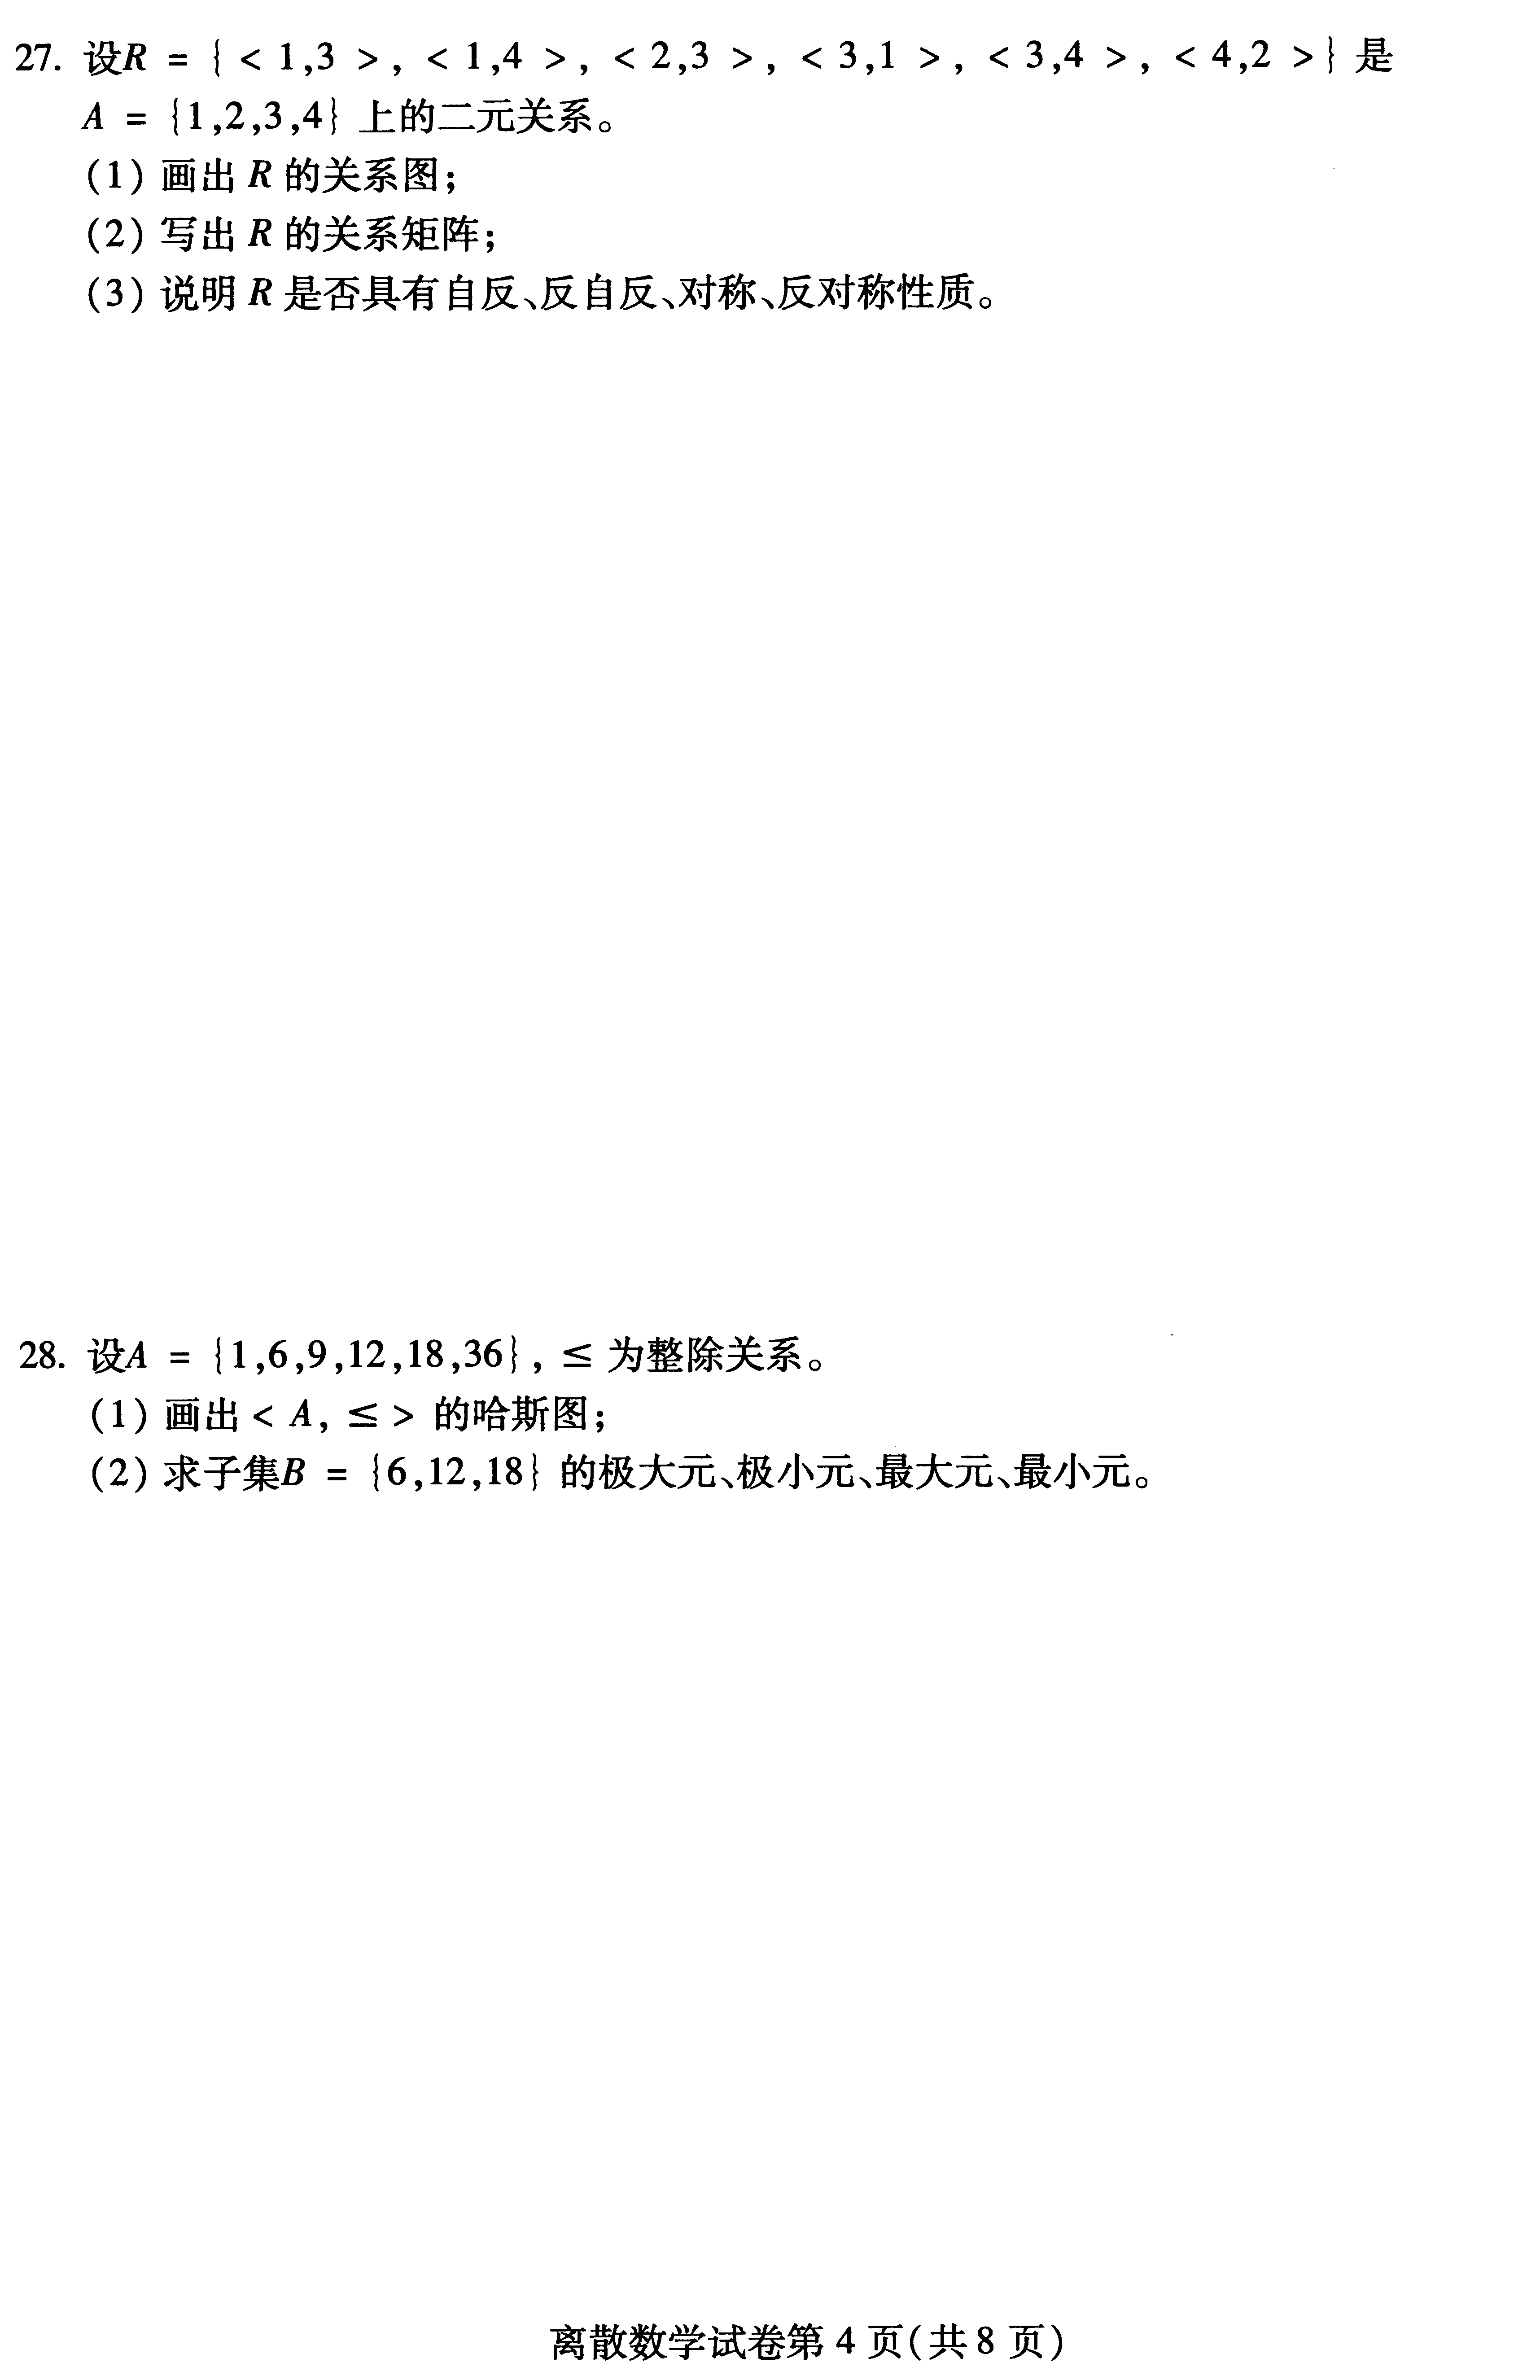 27. 设R = { < 1,3 > , < 1,4 > , < 2,3 > , < 3,1 > , < 3,4 > , < 4,2 > } 是
A = {1,2,3,4} 上的二元关系。
(1) 画出 R 的关系图;
(2) 写出 R 的关系矩阵;
(3) 说明 R 是否具有自反、反自反、对称、反对称性质。
28. 设A = {1,6,9,12,18,36} , ≤ 为整除关系。
(1) 画出 < A, ≤ > 的哈斯图;
(2) 求子集B = {6,12,18} 的极大元、极小元、最大元、最小元。
离散数学试卷第 4 页(共 8 页)